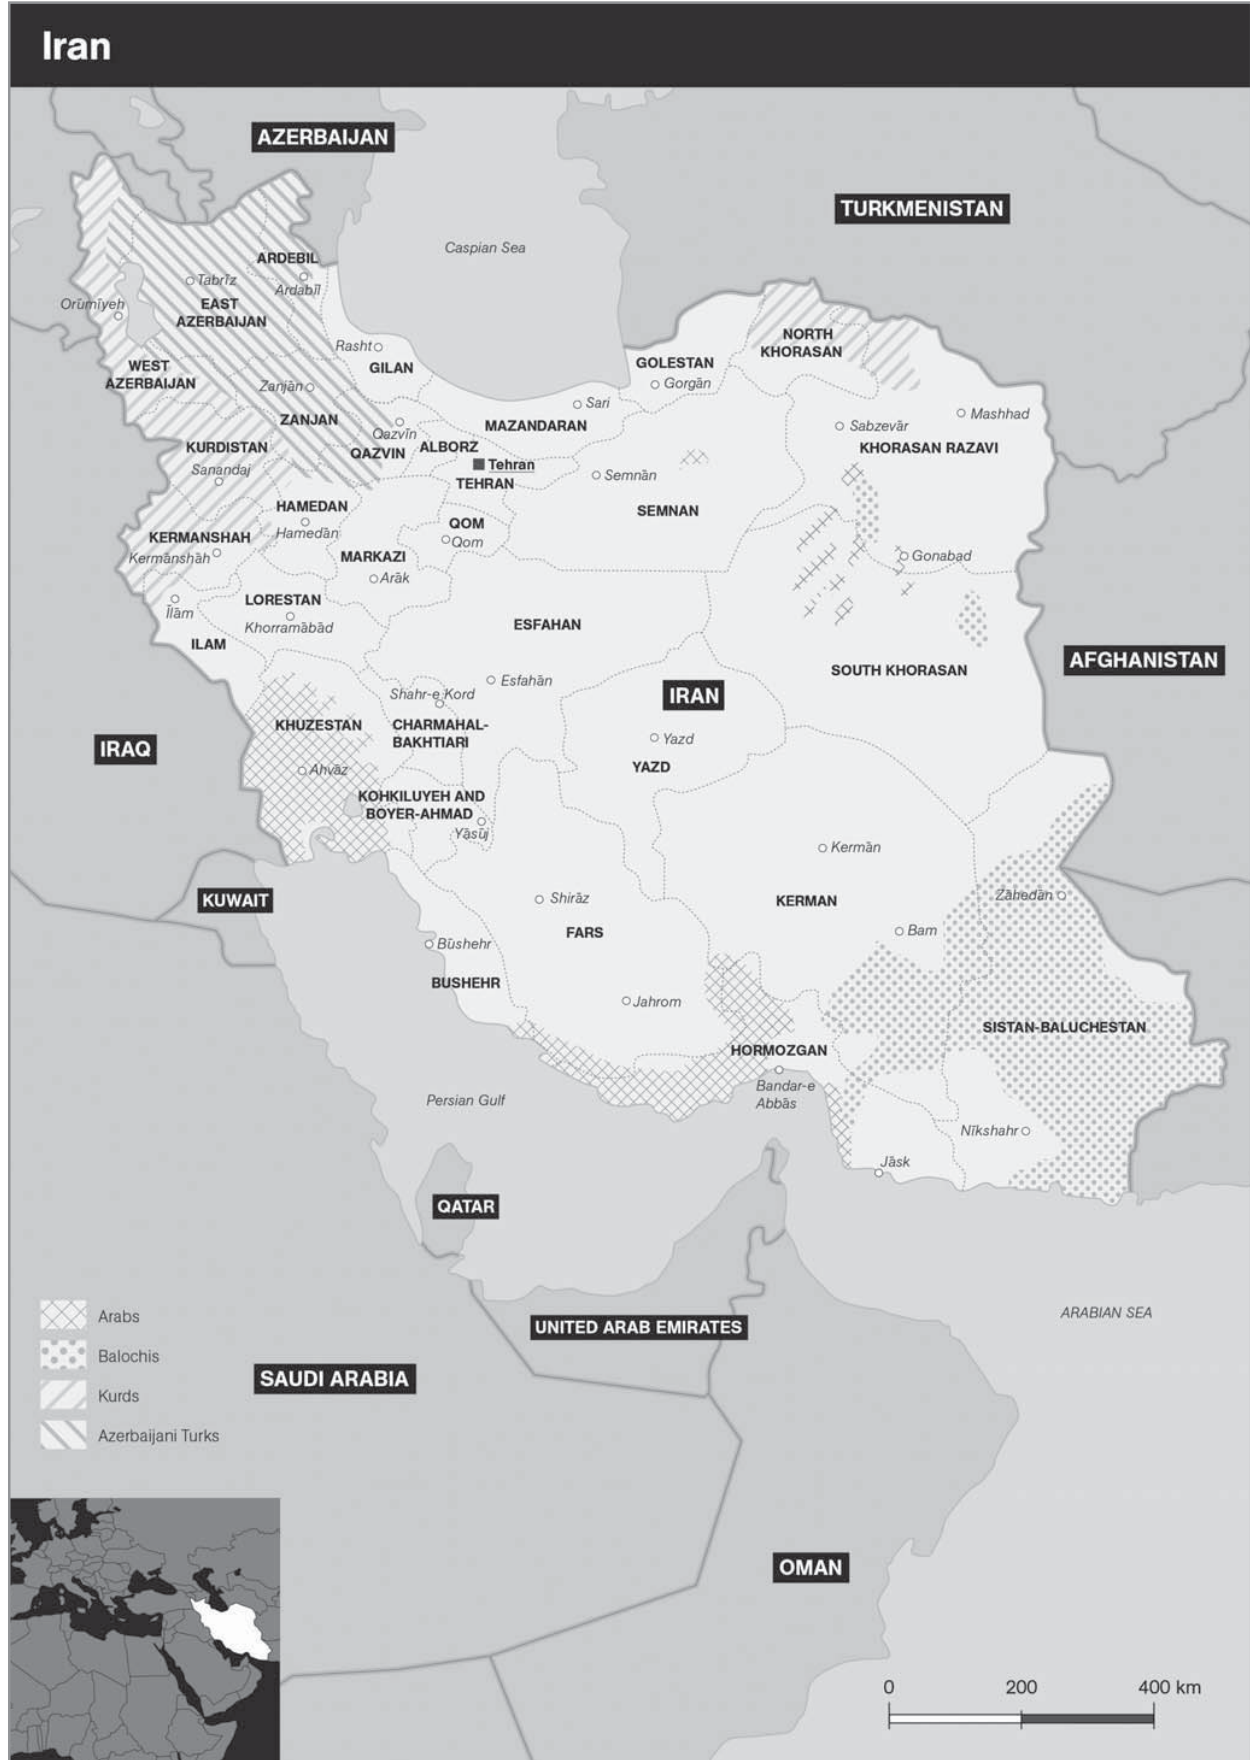 Iran
AZERBAIJAN
TURKMENISTAN
Caspian Sea
ARDEBIL
Tabrīz
Ardabīl
Orūmīyeh
EAST
AZERBAIJAN
NORTH
KHORASAN
Rasht
GILAN
GOLESTAN
WEST
AZERBAIJAN
Zanjān
Gorgān
Sari
Mashhad
ZANJAN
MAZANDARAN
Sabzevār
Qazvīn
KURDISTAN
QAZVIN
ALBORZ
KHORASAN RAZAVI
Sanandaj
Tehran
TEHRAN
Semnān
HAMEDAN
Hamedān
QOM
Qom
SEMNAN
KERMANSHAH
Kermānshāh
MARKAZI
Arāk
Gonabad
Īlām
LORESTAN
Khorramābād
ESFAHAN
ILAM
AFGHANISTAN
SOUTH KHORASAN
Esfahān
Shahr-e Kord
IRAN
KHUZESTAN
CHARMAHAL-
BAKHTIARI
IRAQ
Yazd
YAZD
Ahvāz
KOHKILUYEH AND
BOYER-AHMAD
Yāsūj
Kermān
KUWAIT
Shirāz
KERMAN
Zāhedān
FARS
Bam
Būshehr
BUSHEHR
Jahrom
SISTAN-BALUCHESTAN
HORMOZGAN
Bandar-e
Abbās
Persian Gulf
Nīkshahr
Jāsk
QATAR
Arabs
Balochis
Kurds
Azerbaijani Turks
UNITED ARAB EMIRATES
ARABIAN SEA
SAUDI ARABIA
OMAN
0 200 400 km